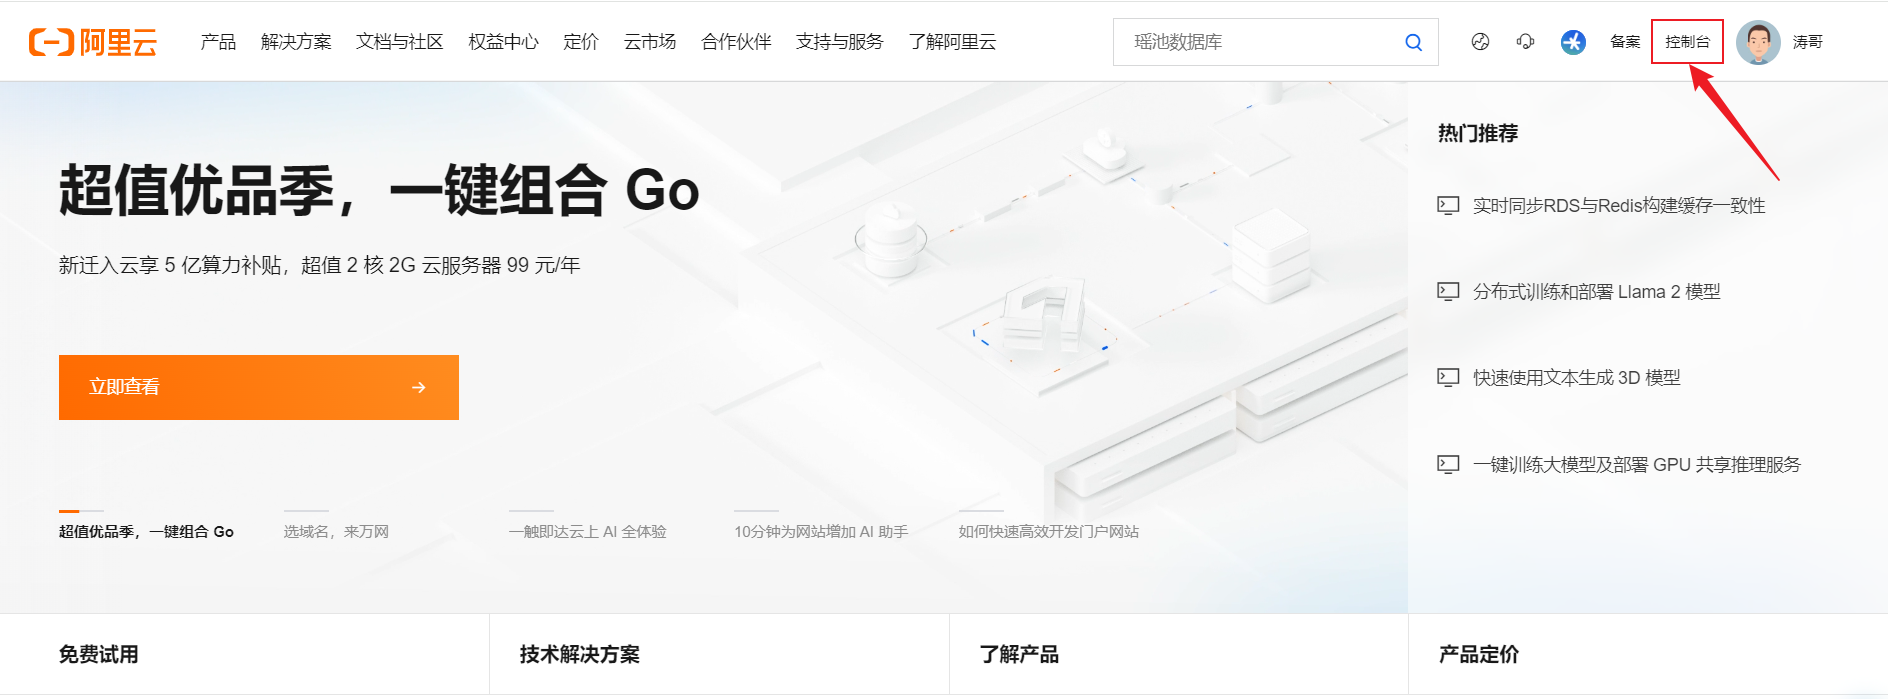 阿里云 产品 解决方案 文档与社区 权益中心 定价 云市场 合作伙伴 支持与服务 了解阿里云 瑶池数据库 备案 控制台 涛哥
超值优品季，一键组合 Go
新迁入云享 5 亿算力补贴，超值 2 核 2G 云服务器 99 元/年
立即查看
超值优品季，一键组合 Go 选域名，来万网 一触即达云上 AI 全体验 10分钟为网站增加 AI 助手 如何快速高效开发门户网站
热门推荐
实时同步RDS与Redis构建缓存一致性
分布式训练和部署 Llama 2 模型
快速使用文本生成 3D 模型
一键训练大模型及部署 GPU 共享推理服务
免费试用 技术解决方案 了解产品 产品定价